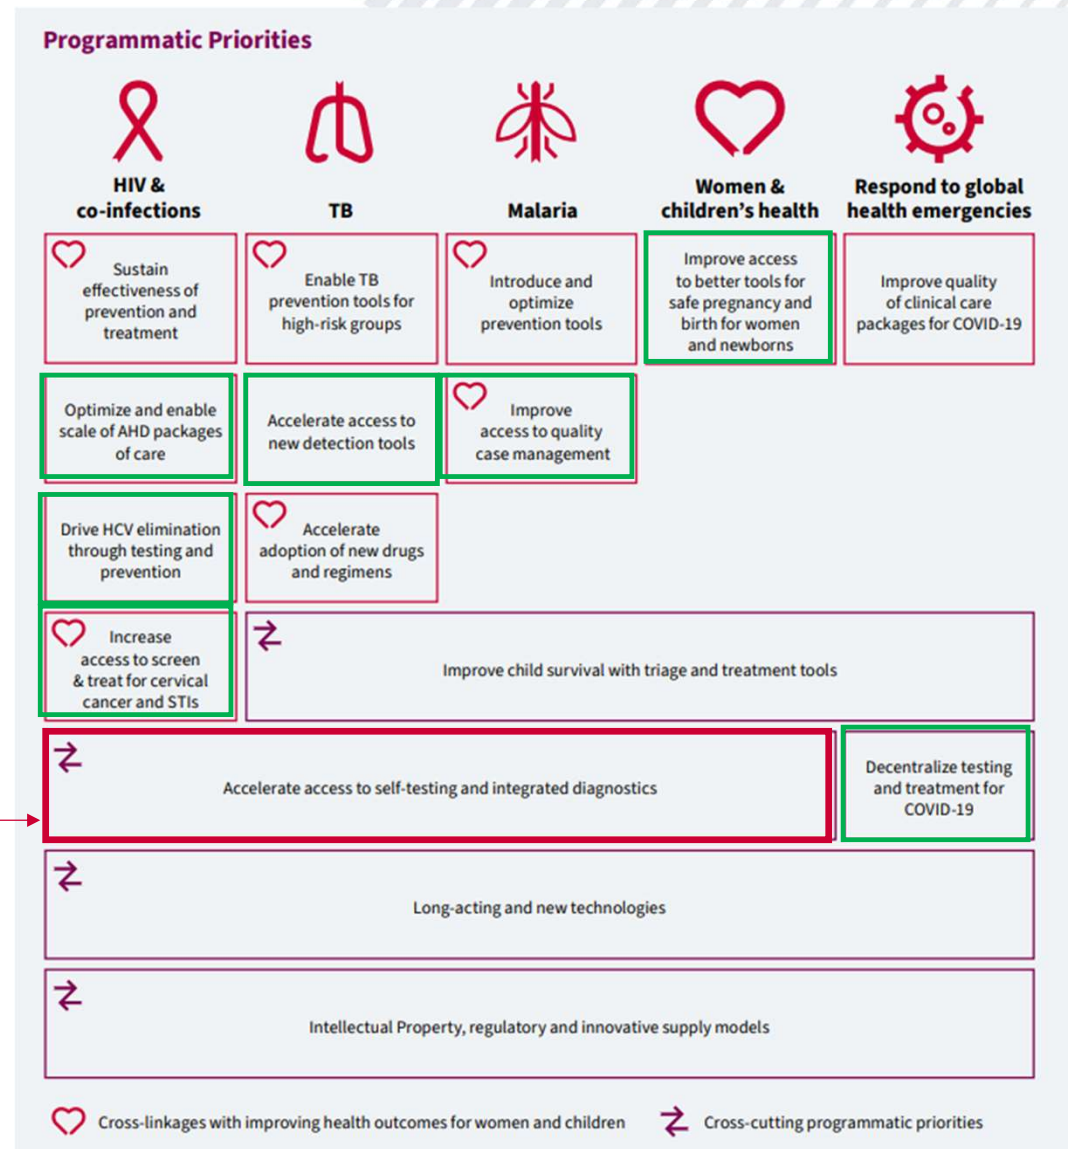 Programmatic Priorities
HIV &
co-infections
TB
Malaria
Women &
children's health
Respond to global
health emergencies
Sustain
effectiveness of
prevention and
treatment
Enable TB
prevention tools for
high-risk groups
Introduce and
optimize
prevention tools
Improve access
to better tools for
safe pregnancy and
birth for women
and newborns
Improve quality
of clinical care
packages for COVID-19
Optimize and enable
scale of AHD packages
of care
Accelerate access to
new detection tools
Improve
access to quality
case management
Drive HCV elimination
through testing and
prevention
Accelerate
adoption of new drugs
and regimens
Increase
access to screen
& treat for cervical
cancer and STIs
Improve child survival with triage and treatment tools
Accelerate access to self-testing and integrated diagnostics
Decentralize testing
and treatment for
COVID-19
Long-acting and new technologies
Intellectual Property, regulatory and innovative supply models
Cross-linkages with improving health outcomes for women and children
Cross-cutting programmatic priorities